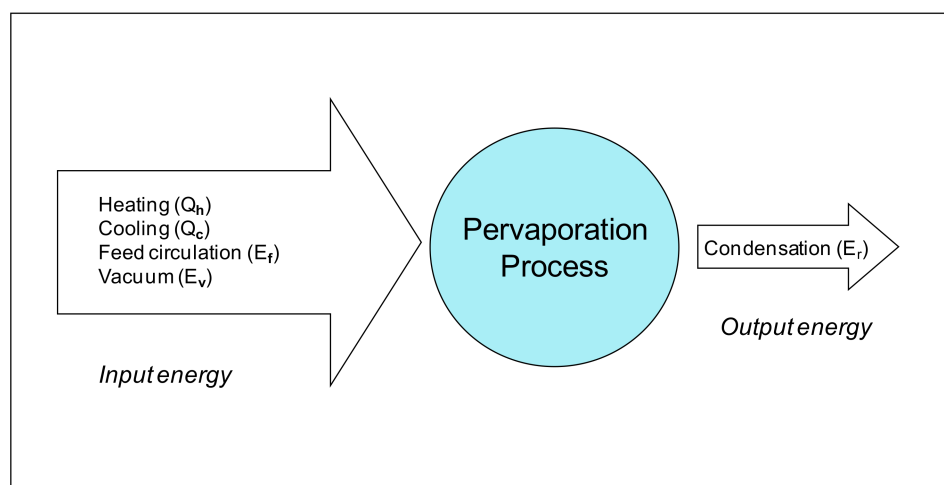 Heating (Qh)
Cooling (Qc)
Feed circulation (Ef)
Vacuum (Ev)
Input energy
Pervaporation
Process
Condensation (Er)
Output energy